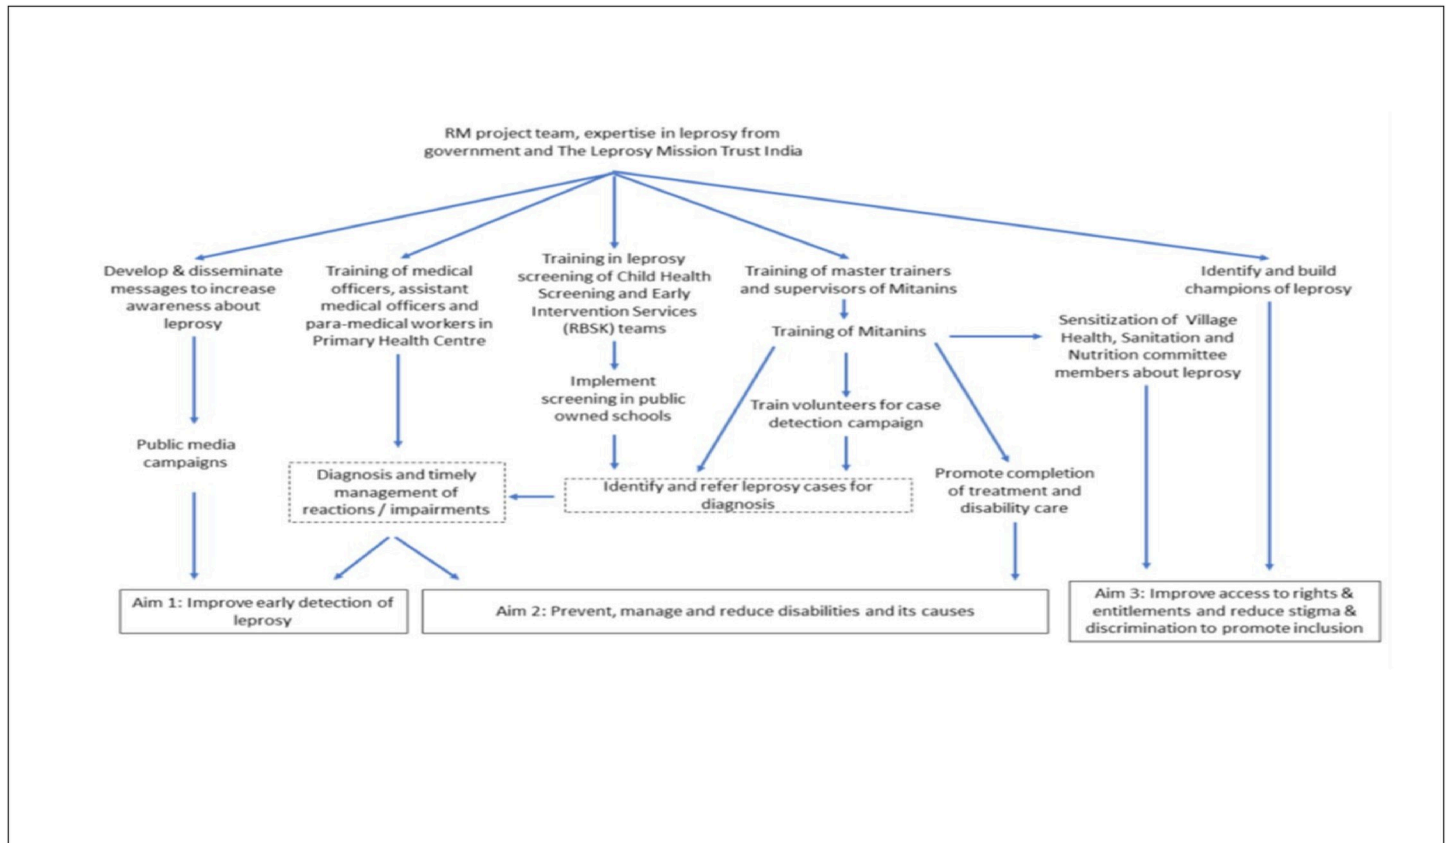 RM project team, expertise in leprosy from
government and The Leprosy Mission Trust India
Develop & disseminate
messages to increase
awareness about
leprosy
Training of medical
officers, assistant
medical officers and
para-medical workers in
Primary Health Centre
Training in leprosy
screening of Child Health
Screening and Early
Intervention Services
(RBSK) teams
Training of master trainers
and supervisors of Mitanins
Identify and build
champions of leprosy
Training of Mitanins
Sensitization of Village
Health, Sanitation and
Nutrition committee
members about leprosy
Implement
screening in public
owned schools
Train volunteers for case
detection campaign
Public media
campaigns
Diagnosis and timely
management of
reactions / impairments
Identify and refer leprosy cases for
diagnosis
Promote completion
of treatment and
disability care
Aim 1: Improve early detection of
leprosy
Aim 2: Prevent, manage and reduce disabilities and its causes
Aim 3: Improve access to rights &
entitlements and reduce stigma &
discrimination to promote inclusion